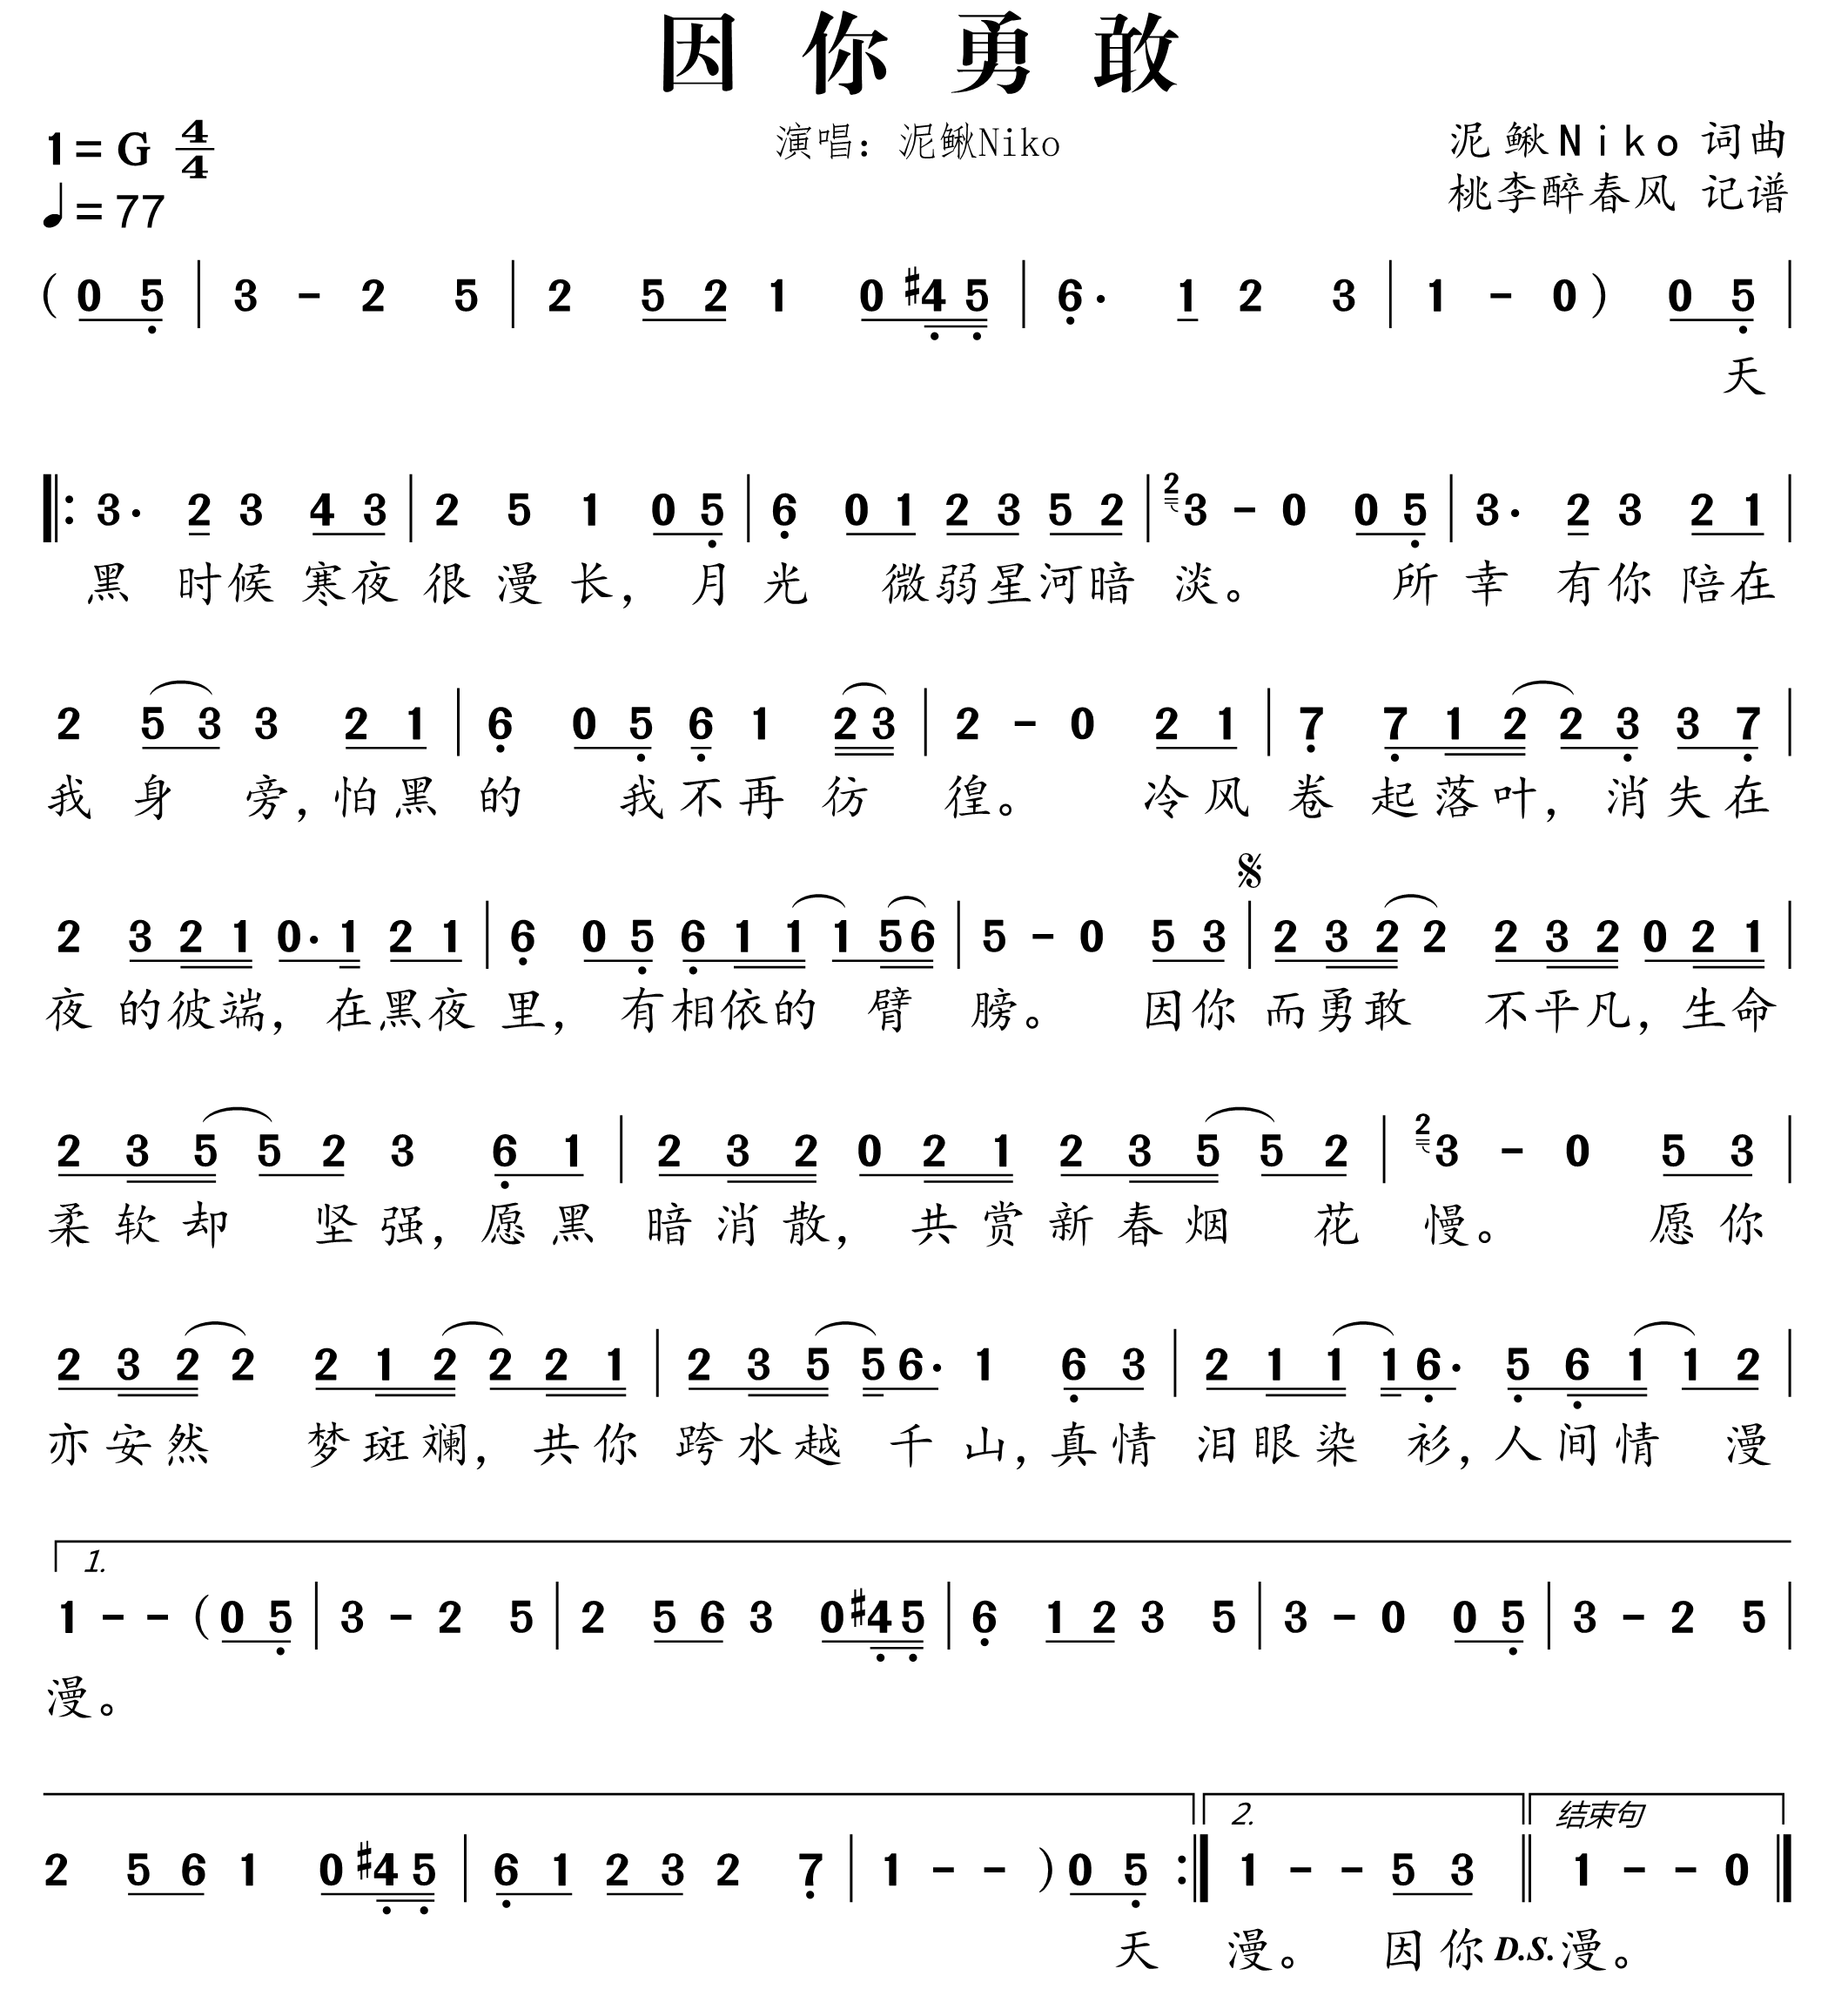 因你勇敢
1=G 4/4 演唱：泥鳅Niko 泥鳅Niko 词曲
♩=77 桃李醉春风 记谱
( 0 5 | 3 - 2 5 | 2 5 2 1 0 #4 5 | 6· 1 2 3 | 1 - 0 ) 0 5 |
天
‖: 3· 2 3 4 3 | 2 5 1 0 5 | 6 0 1 2 3 5 2 | 2 3 - 0 0 5 | 3· 2 3 2 1 |
黑 时候 寒夜 很 漫 长，月 光 微弱星河暗 淡。 所 幸 有你 陪在
2 5 3 3 2 1 | 6 0 5 6 1 2 3 | 2 - 0 2 1 | 7 7 1 2 2 3 3 7 |
我 身 旁，怕黑 的 我不再 彷 徨。 冷风 卷 起落叶，消失在
𝄋
2 3 2 1 0· 1 2 1 | 6 0 5 6 1 1 1 5 6 | 5 - 0 5 3 | 2 3 2 2 2 3 2 0 2 1 |
夜 的彼端，在黑夜 里，有相依的 臂 膀。 因你 而勇敢 不平凡，生命
2 3 5 5 2 3 6 1 | 2 3 2 0 2 1 2 3 5 5 2 | 2 3 - 0 5 3 |
柔软却 坚强，愿黑 暗消散，共赏新春烟 花 慢。 愿你
2 3 2 2 2 1 2 2 2 1 | 2 3 5 5 6· 1 6 3 | 2 1 1 1 6· 5 6 1 1 2 |
亦安然 梦斑斓，共你 跨水越 千山，真情 泪眼染 衫，人间情 漫
1.
1 - - ( 0 5 | 3 - 2 5 | 2 5 6 3 0 #4 5 | 6 1 2 3 5 | 3 - 0 0 5 | 3 - 2 5 |
漫。
2. 结束句
2 5 6 1 0 #4 5 | 6 1 2 3 2 7 | 1 - - ) 0 5 :‖ 1 - - 5 3 ‖ 1 - - 0 ‖
天 漫。 因你 D.S. 漫。